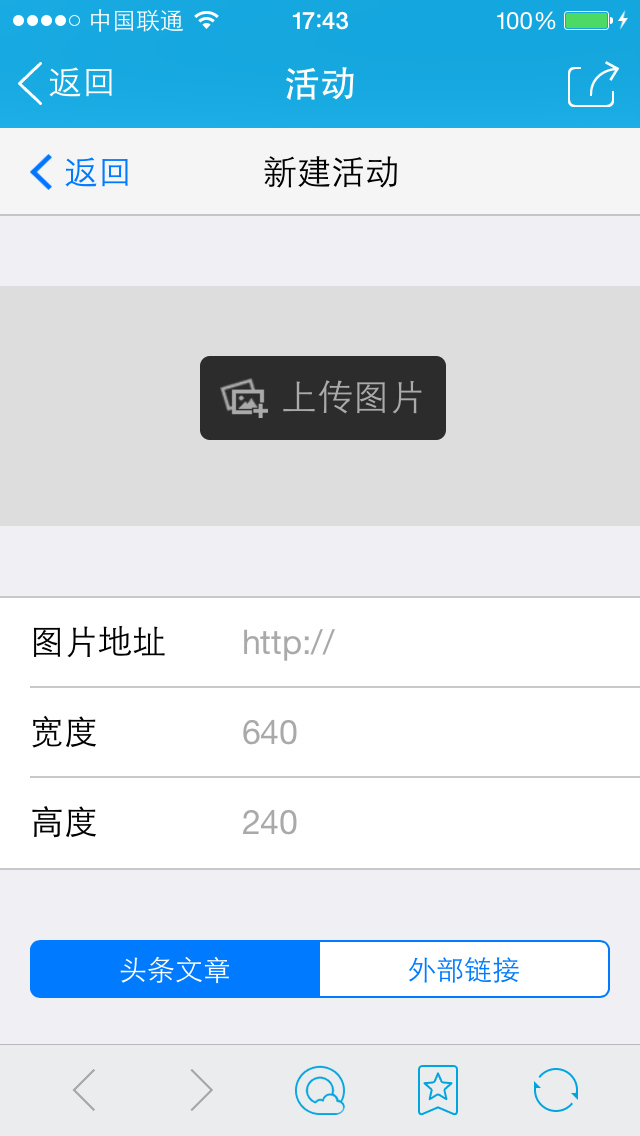 中国联通 17:43 100%
返回 活动
返回 新建活动
上传图片
图片地址 http://
宽度 640
高度 240
头条文章 外部链接